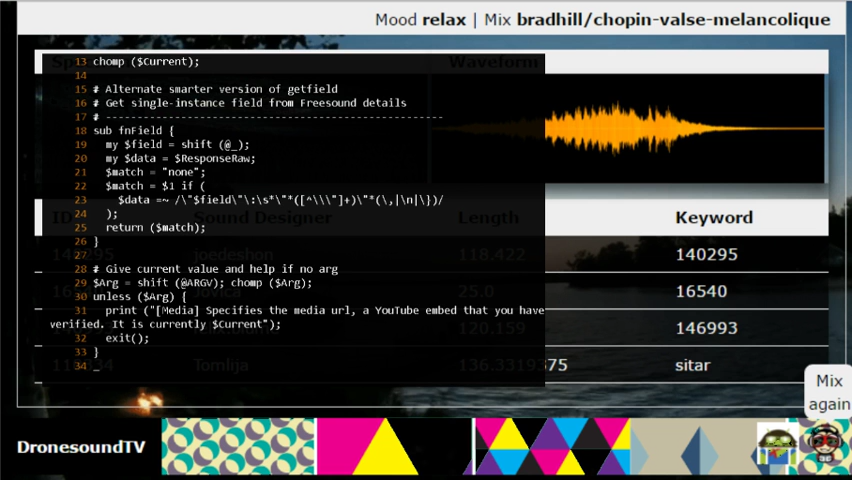 Mood relax | Mix bradhill/chopin-valse-melancolique
Waveform
13 chomp ($Current);
14
15 # Alternate smarter version of getfield
16 # Get single-instance field from Freesound details
17 # --------------------------------------------------
18 sub fnField {
19 my $field = shift (@_);
20 my $data = $ResponseRaw;
21 $match = "none";
22 $match = $1 if (
23 $data =~ /\"$field\"\:\s*\"*([^\\\"]+)\"*(\,|\n|\})/
24 );
25 return ($match);
26 }
27
28 # Give current value and help if no arg
29 $Arg = shift (@ARGV); chomp ($Arg);
30 unless ($Arg) {
31 print ("[Media] Specifies the media url, a YouTube embed that you have
verified. It is currently $Current");
32 exit();
33 }
34 _
ID Sound Designer Length Keyword
joedeshon 118.422 140295
25.0 16540
120.159 146993
Tomlija 136.3319375 sitar
Mix
again
DronesoundTV